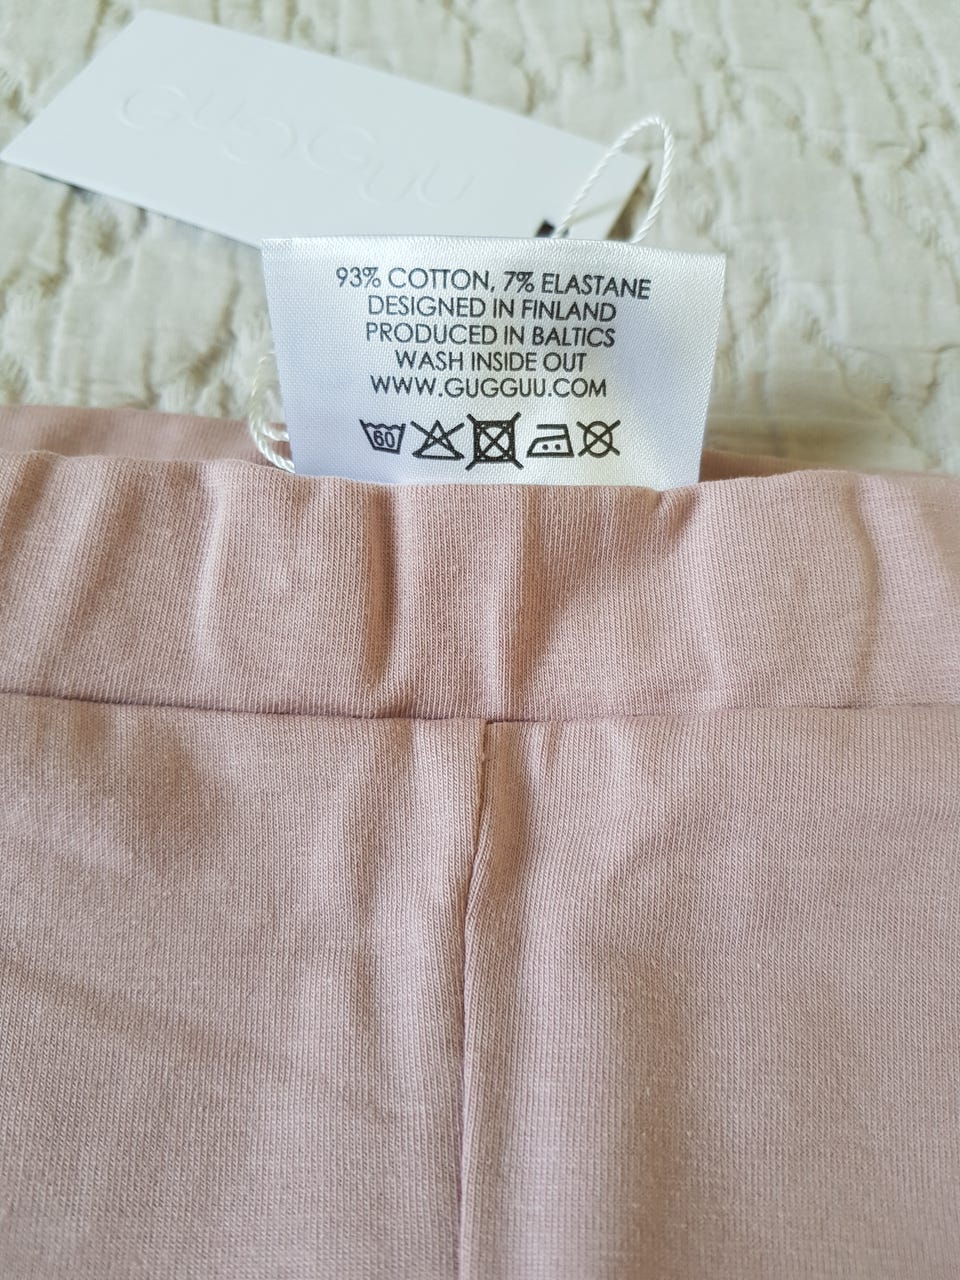 GUGGUU
93% COTTON, 7% ELASTANE
DESIGNED IN FINLAND
PRODUCED IN BALTICS
WASH INSIDE OUT
WWW.GUGGUU.COM
60